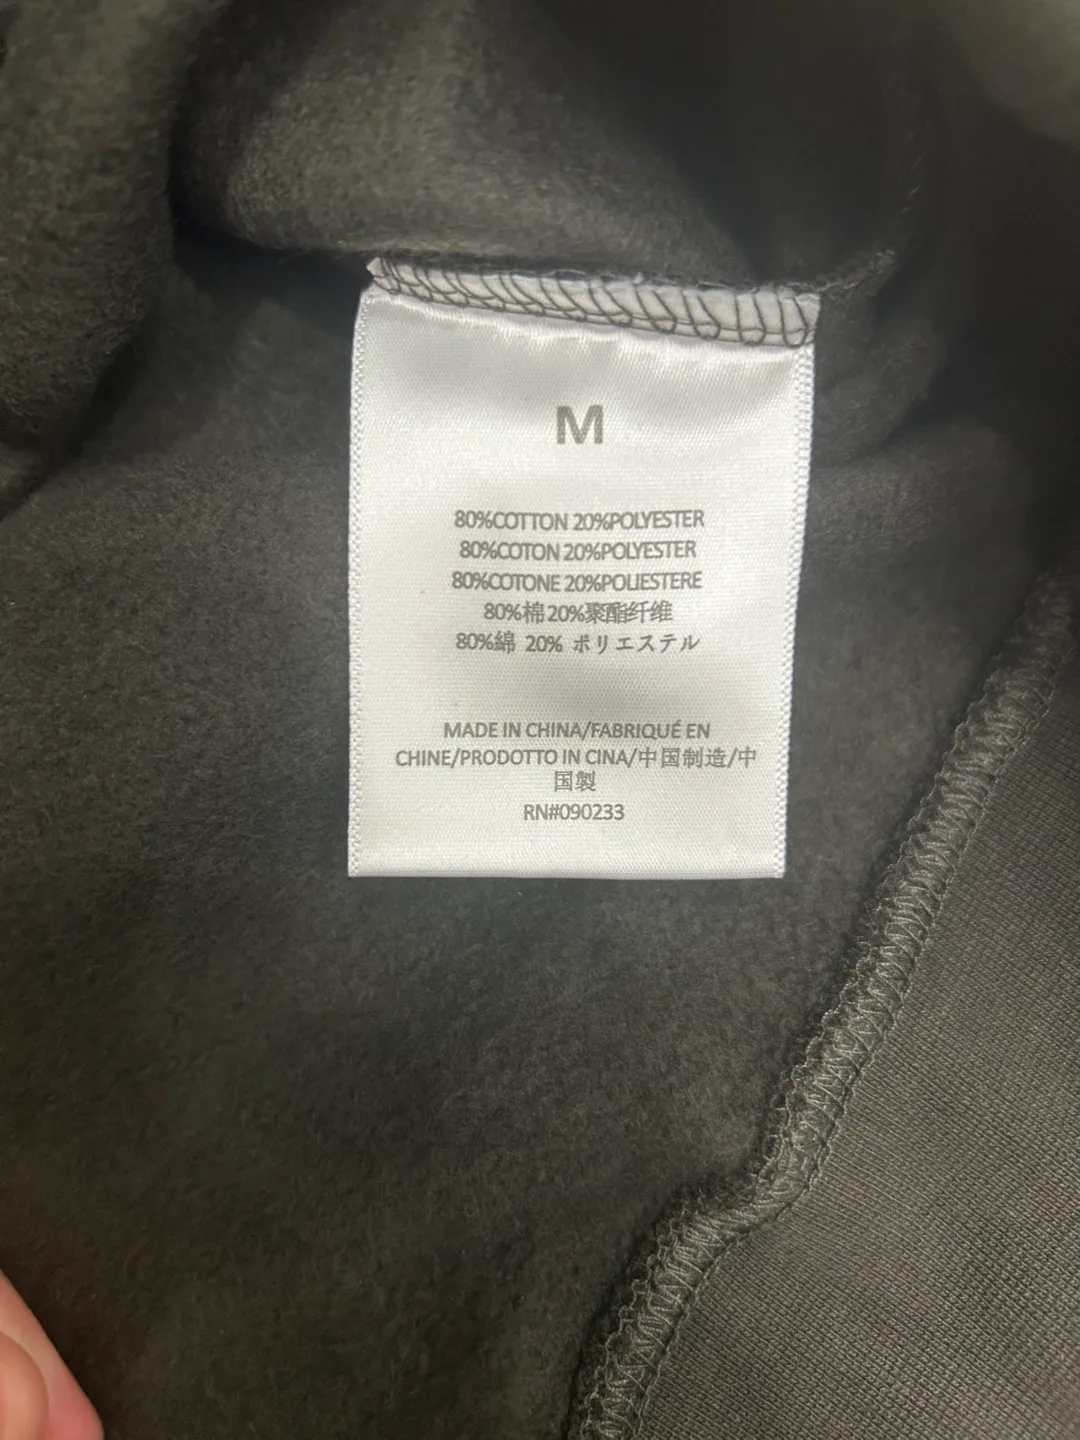 M
80%COTTON 20%POLYESTER
80%COTON 20%POLYESTER
80%COTONE 20%POLIESTERE
80%棉20%聚酯纤维
80%綿 20% ポリエステル
MADE IN CHINA/FABRIQUÉ EN
CHINE/PRODOTTO IN CINA/中国制造/中
国製
RN#090233